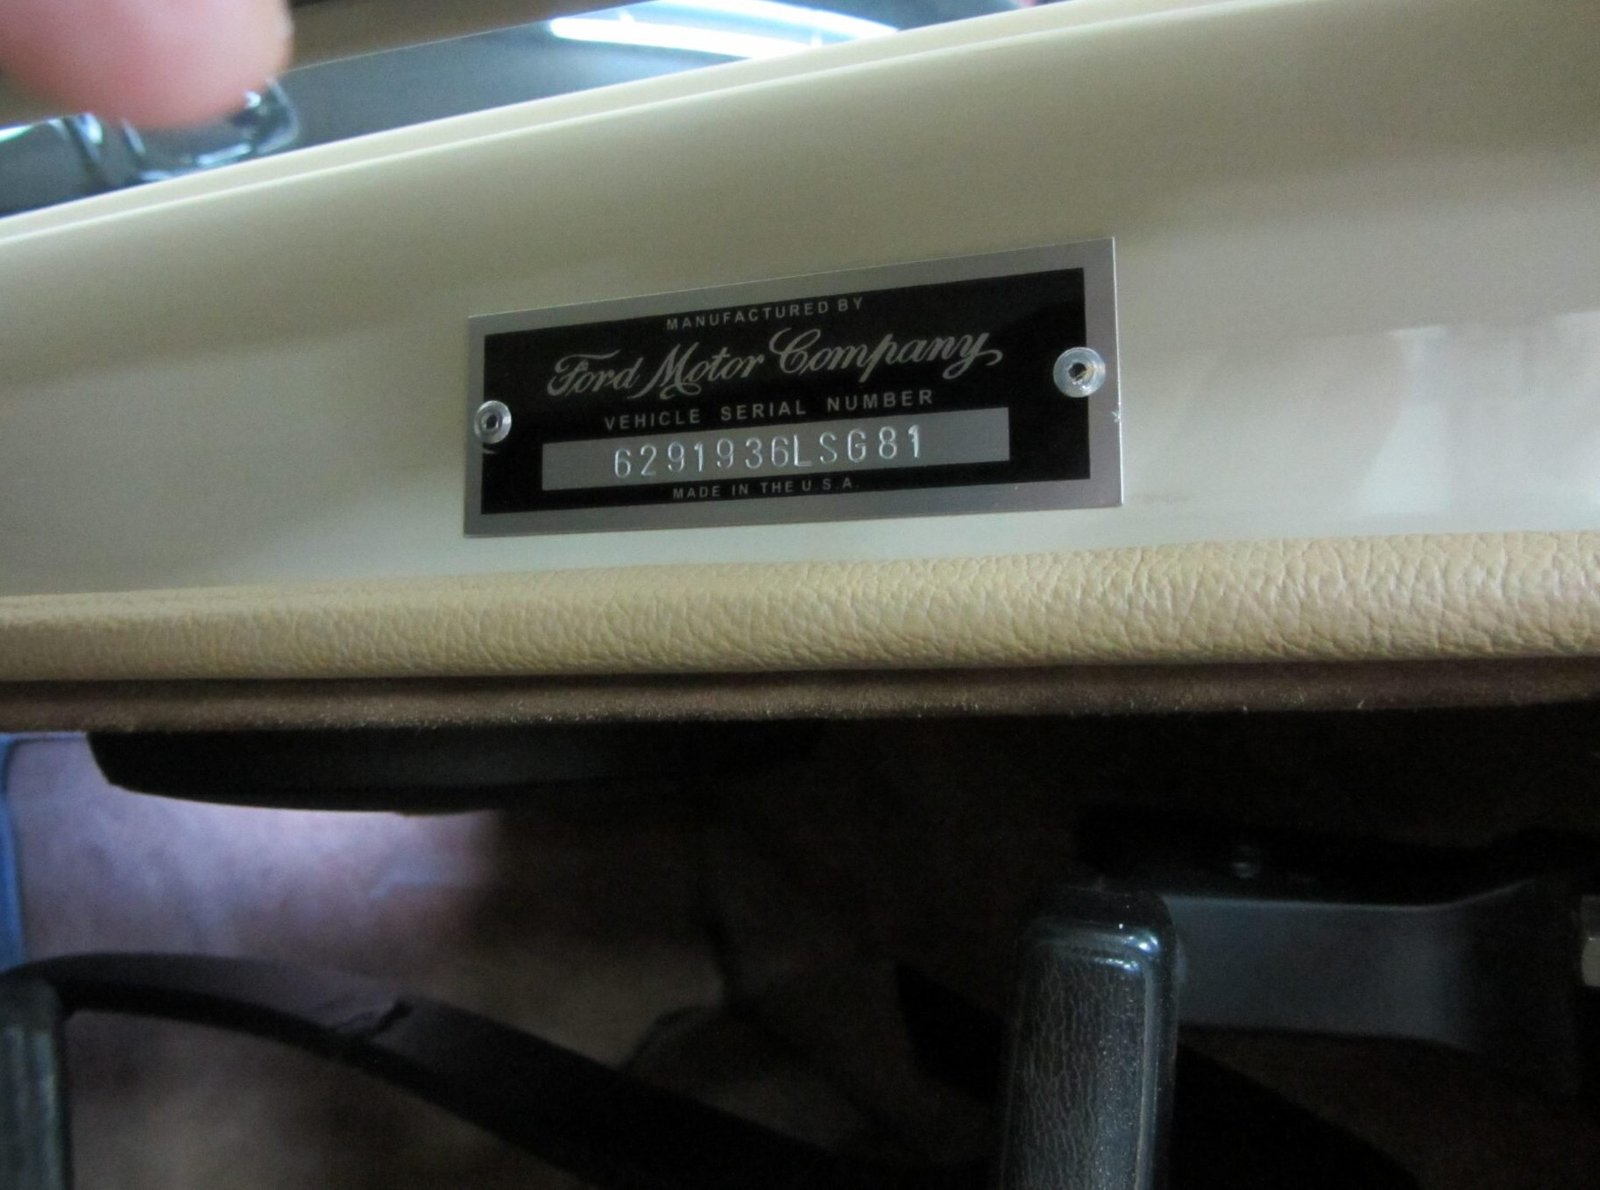 MANUFACTURED BY
Ford Motor Company
VEHICLE SERIAL NUMBER
6291936LSG81
MADE IN THE U.S.A.